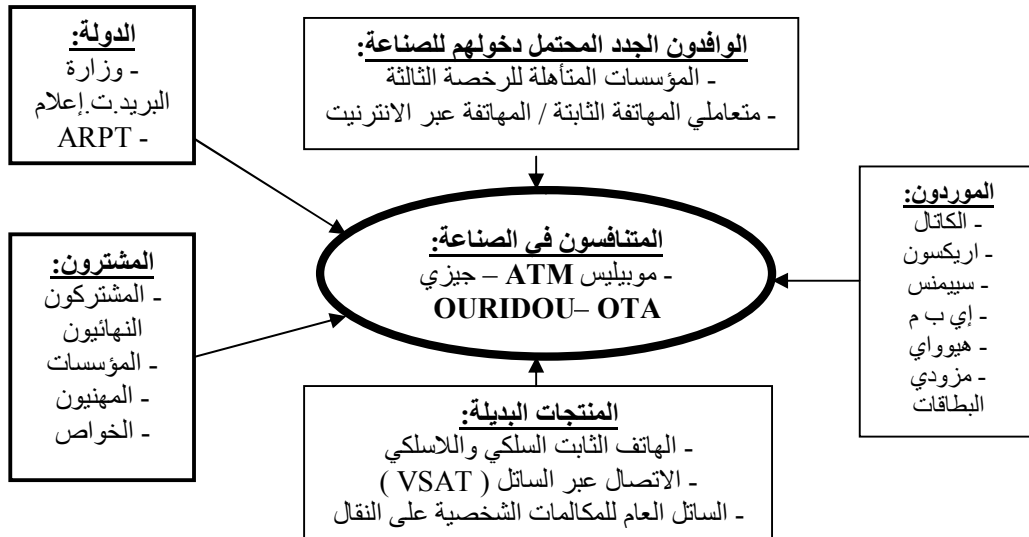 الدولة:
- وزارة
البريد.ت.إعلام
- ARPT
الوافدون الجدد المحتمل دخولهم للصناعة:
- المؤسسات المتأهلة للرخصة الثالثة
- متعاملي المهاتفة الثابتة / المهاتفة عبر الانترنيت
الموردون:
- الكاتال
- اريكسون
- سييمنس
- إي ب م
- هيوواي
- مزودي
البطاقات
المتنافسون في الصناعة:
- موبيليس ATM – جيزي
OURIDOU– OTA
المشترون:
- المشتركون
النهائيون
- المؤسسات
- المهنيون
- الخواص
المنتجات البديلة:
- الهاتف الثابت السلكي واللاسلكي
- الاتصال عبر الساتل ( VSAT )
- الساتل العام للمكالمات الشخصية على النقال